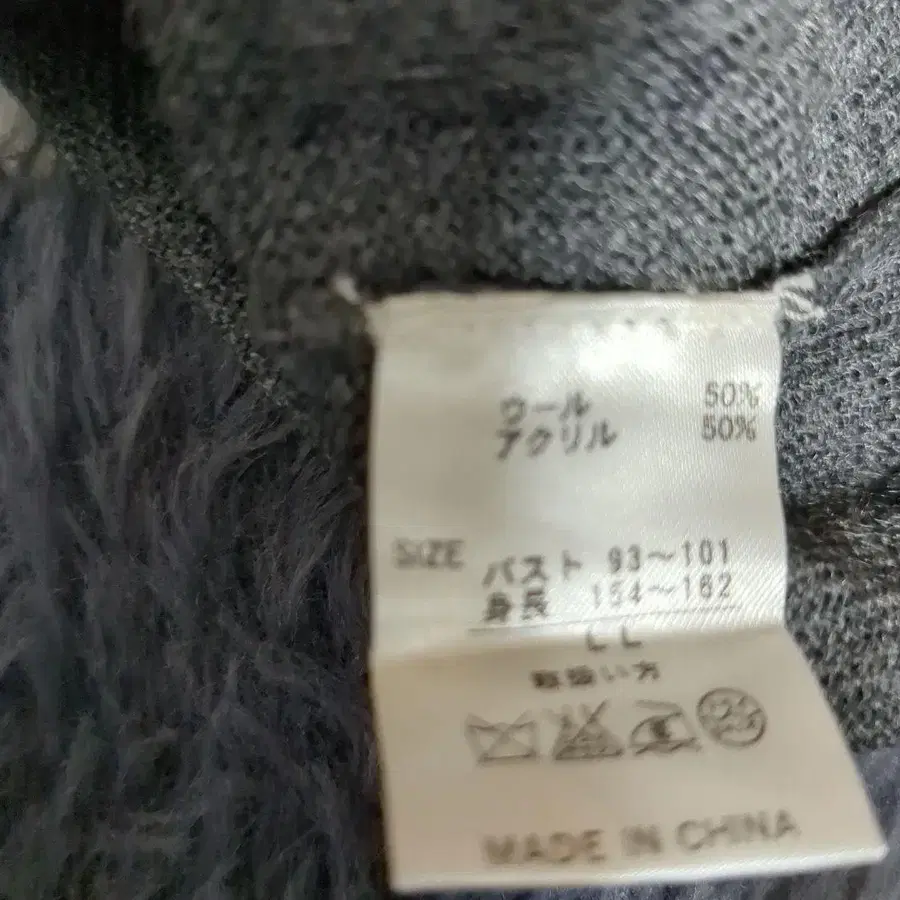 ウール 50%
アクリル 50%
SIZE
バスト 93~101
身長 154~162
LL
取扱い方
MADE IN CHINA